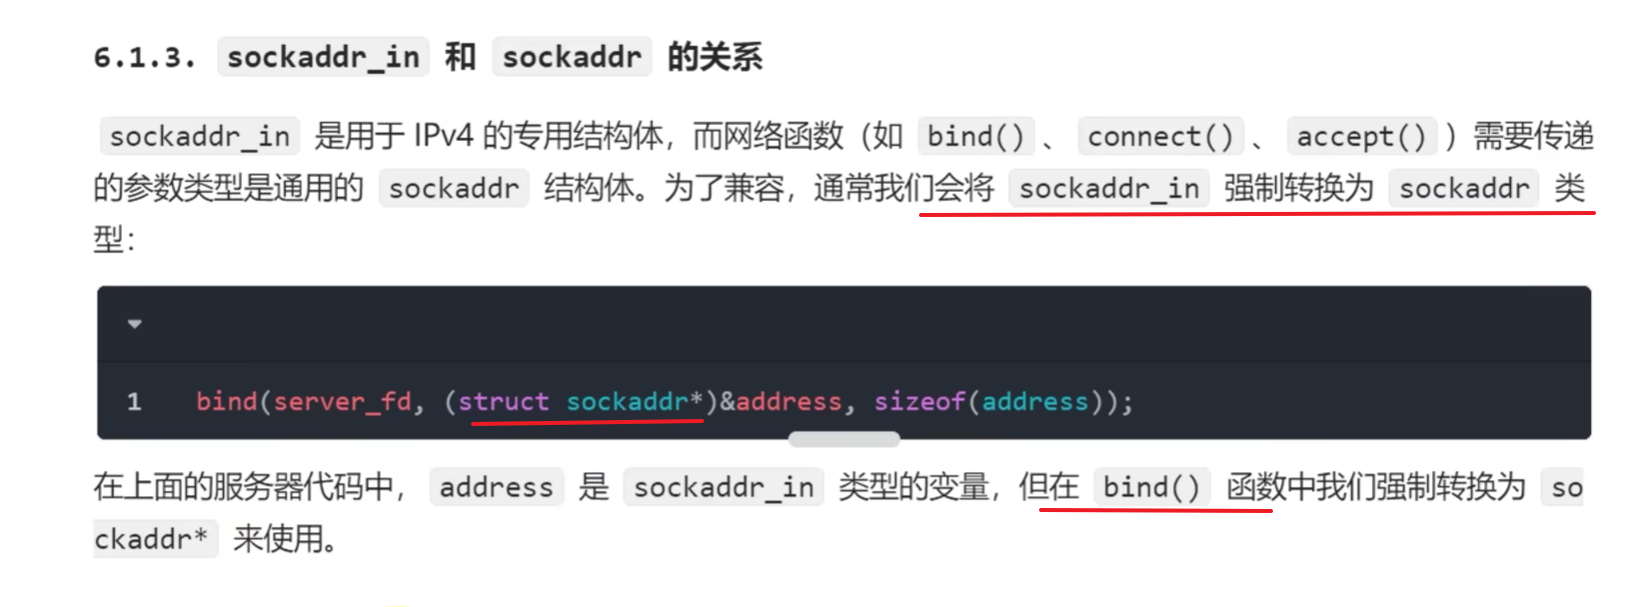 6.1.3. sockaddr_in 和 sockaddr 的关系
sockaddr_in 是用于 IPv4 的专用结构体，而网络函数（如 bind() 、 connect() 、 accept() ）需要传递
的参数类型是通用的 sockaddr 结构体。为了兼容，通常我们会将 sockaddr_in 强制转换为 sockaddr 类
型：
1 bind(server_fd, (struct sockaddr*)&address, sizeof(address));
在上面的服务器代码中， address 是 sockaddr_in 类型的变量，但在 bind() 函数中我们强制转换为 so
ckaddr* 来使用。